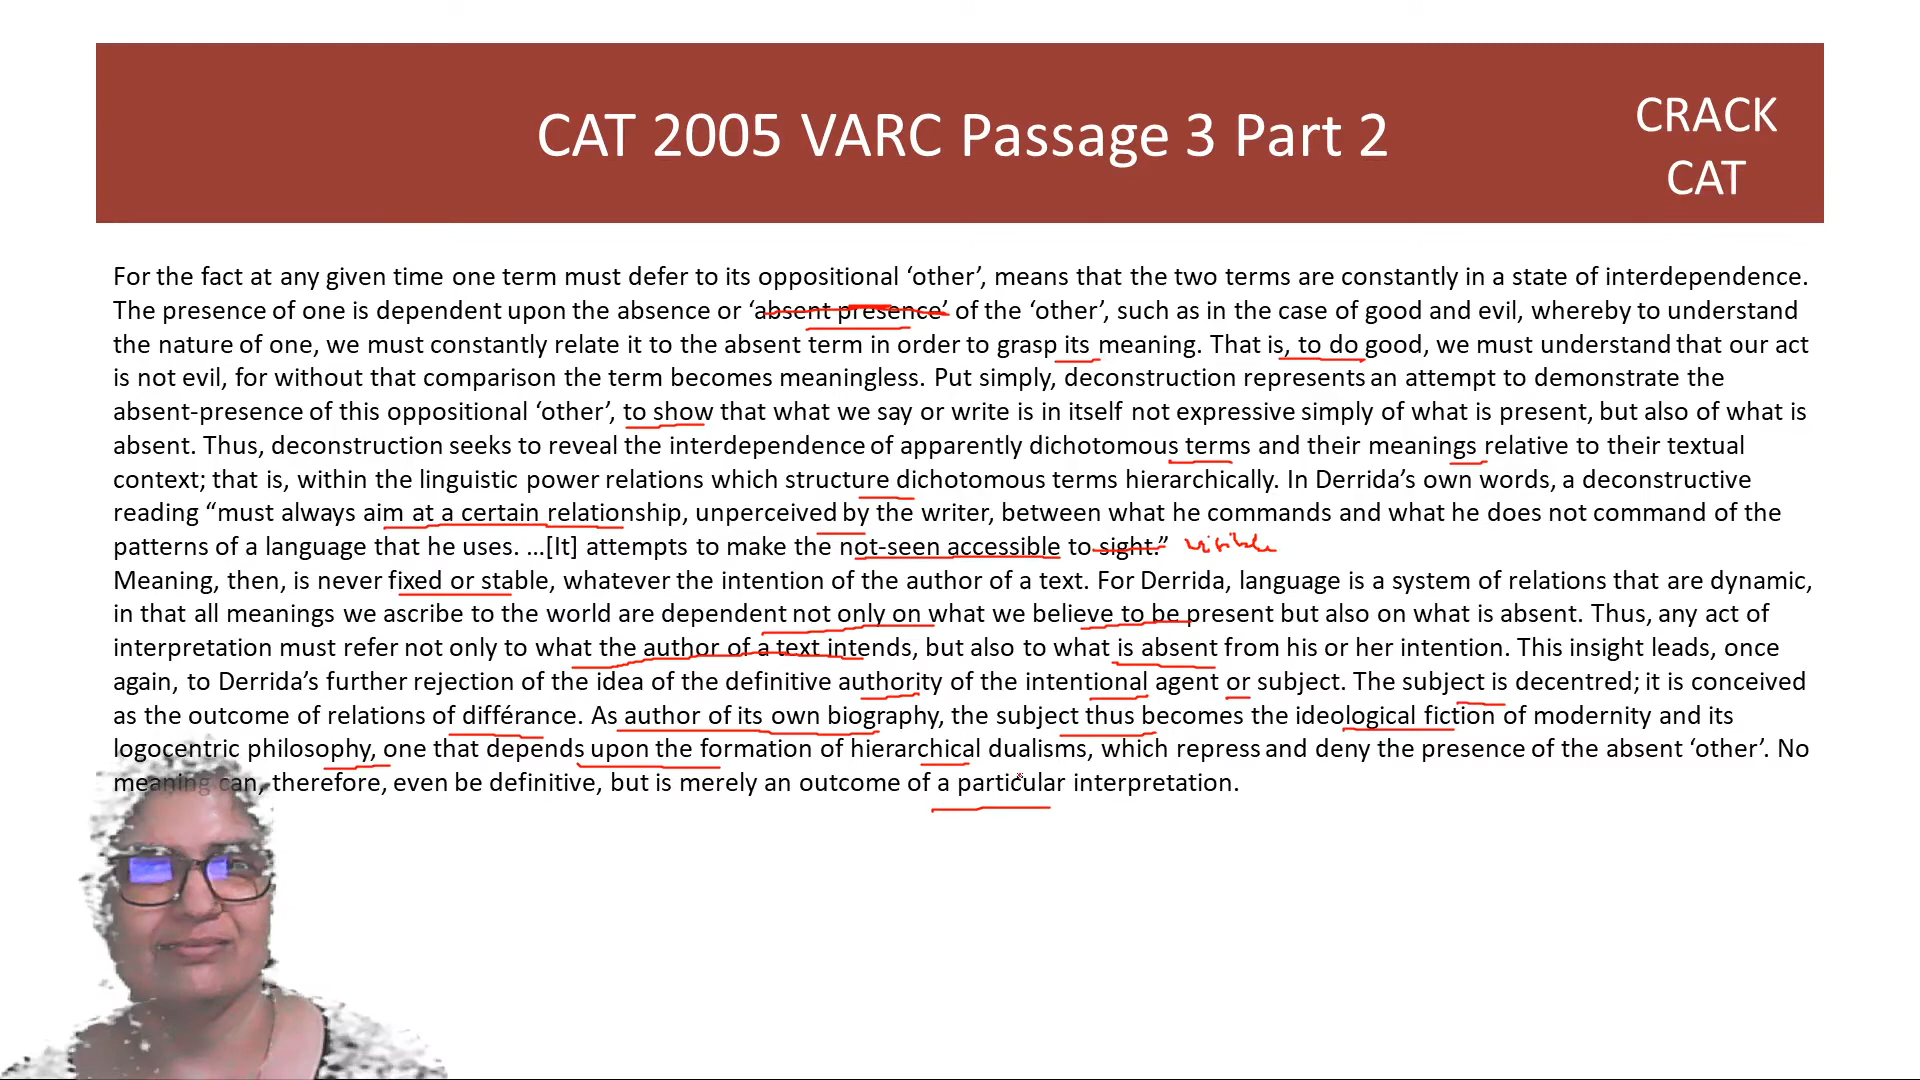 CAT 2005 VARC Passage 3 Part 2
CRACK
CAT
For the fact at any given time one term must defer to its oppositional ‘other’, means that the two terms are constantly in a state of interdependence.
The presence of one is dependent upon the absence or ‘absent presence’ of the ‘other’, such as in the case of good and evil, whereby to understand
the nature of one, we must constantly relate it to the absent term in order to grasp its meaning. That is, to do good, we must understand that our act
is not evil, for without that comparison the term becomes meaningless. Put simply, deconstruction represents an attempt to demonstrate the
absent-presence of this oppositional ‘other’, to show that what we say or write is in itself not expressive simply of what is present, but also of what is
absent. Thus, deconstruction seeks to reveal the interdependence of apparently dichotomous terms and their meanings relative to their textual
context; that is, within the linguistic power relations which structure dichotomous terms hierarchically. In Derrida’s own words, a deconstructive
reading “must always aim at a certain relationship, unperceived by the writer, between what he commands and what he does not command of the
patterns of a language that he uses. …[It] attempts to make the not-seen accessible to sight.” visible
Meaning, then, is never fixed or stable, whatever the intention of the author of a text. For Derrida, language is a system of relations that are dynamic,
in that all meanings we ascribe to the world are dependent not only on what we believe to be present but also on what is absent. Thus, any act of
interpretation must refer not only to what the author of a text intends, but also to what is absent from his or her intention. This insight leads, once
again, to Derrida’s further rejection of the idea of the definitive authority of the intentional agent or subject. The subject is decentred; it is conceived
as the outcome of relations of différance. As author of its own biography, the subject thus becomes the ideological fiction of modernity and its
logocentric philosophy, one that depends upon the formation of hierarchical dualisms, which repress and deny the presence of the absent ‘other’. No
meaning can, therefore, even be definitive, but is merely an outcome of a particular interpretation.